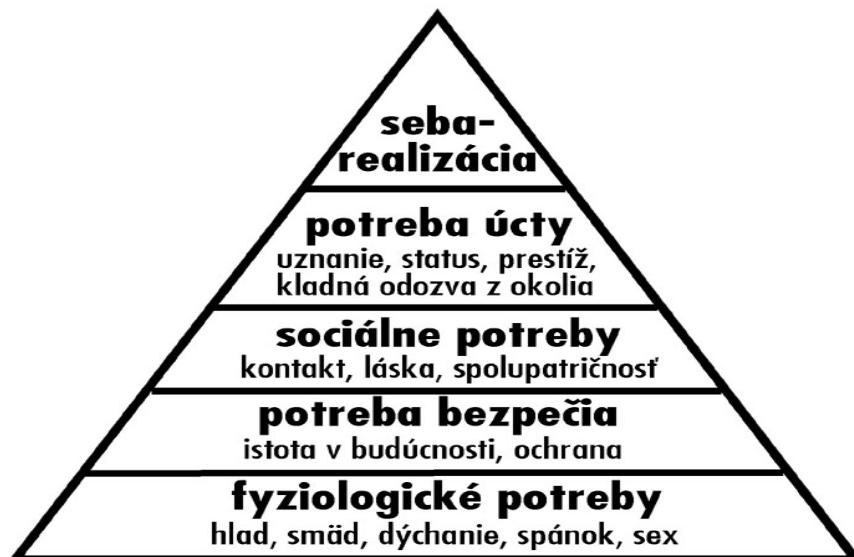 seba-
realizácia
potreba úcty
uznanie, status, prestíž,
kladná odozva z okolia
sociálne potreby
kontakt, láska, spolupatričnosť
potreba bezpečia
istota v budúcnosti, ochrana
fyziologické potreby
hlad, smäd, dýchanie, spánok, sex